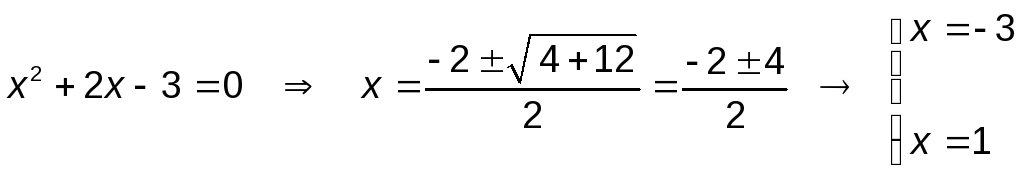 x² + 2x - 3 = 0 ⇒ x = (-2 ± √(4 + 12))/2 = (-2 ± 4)/2 → x = -3
x = 1